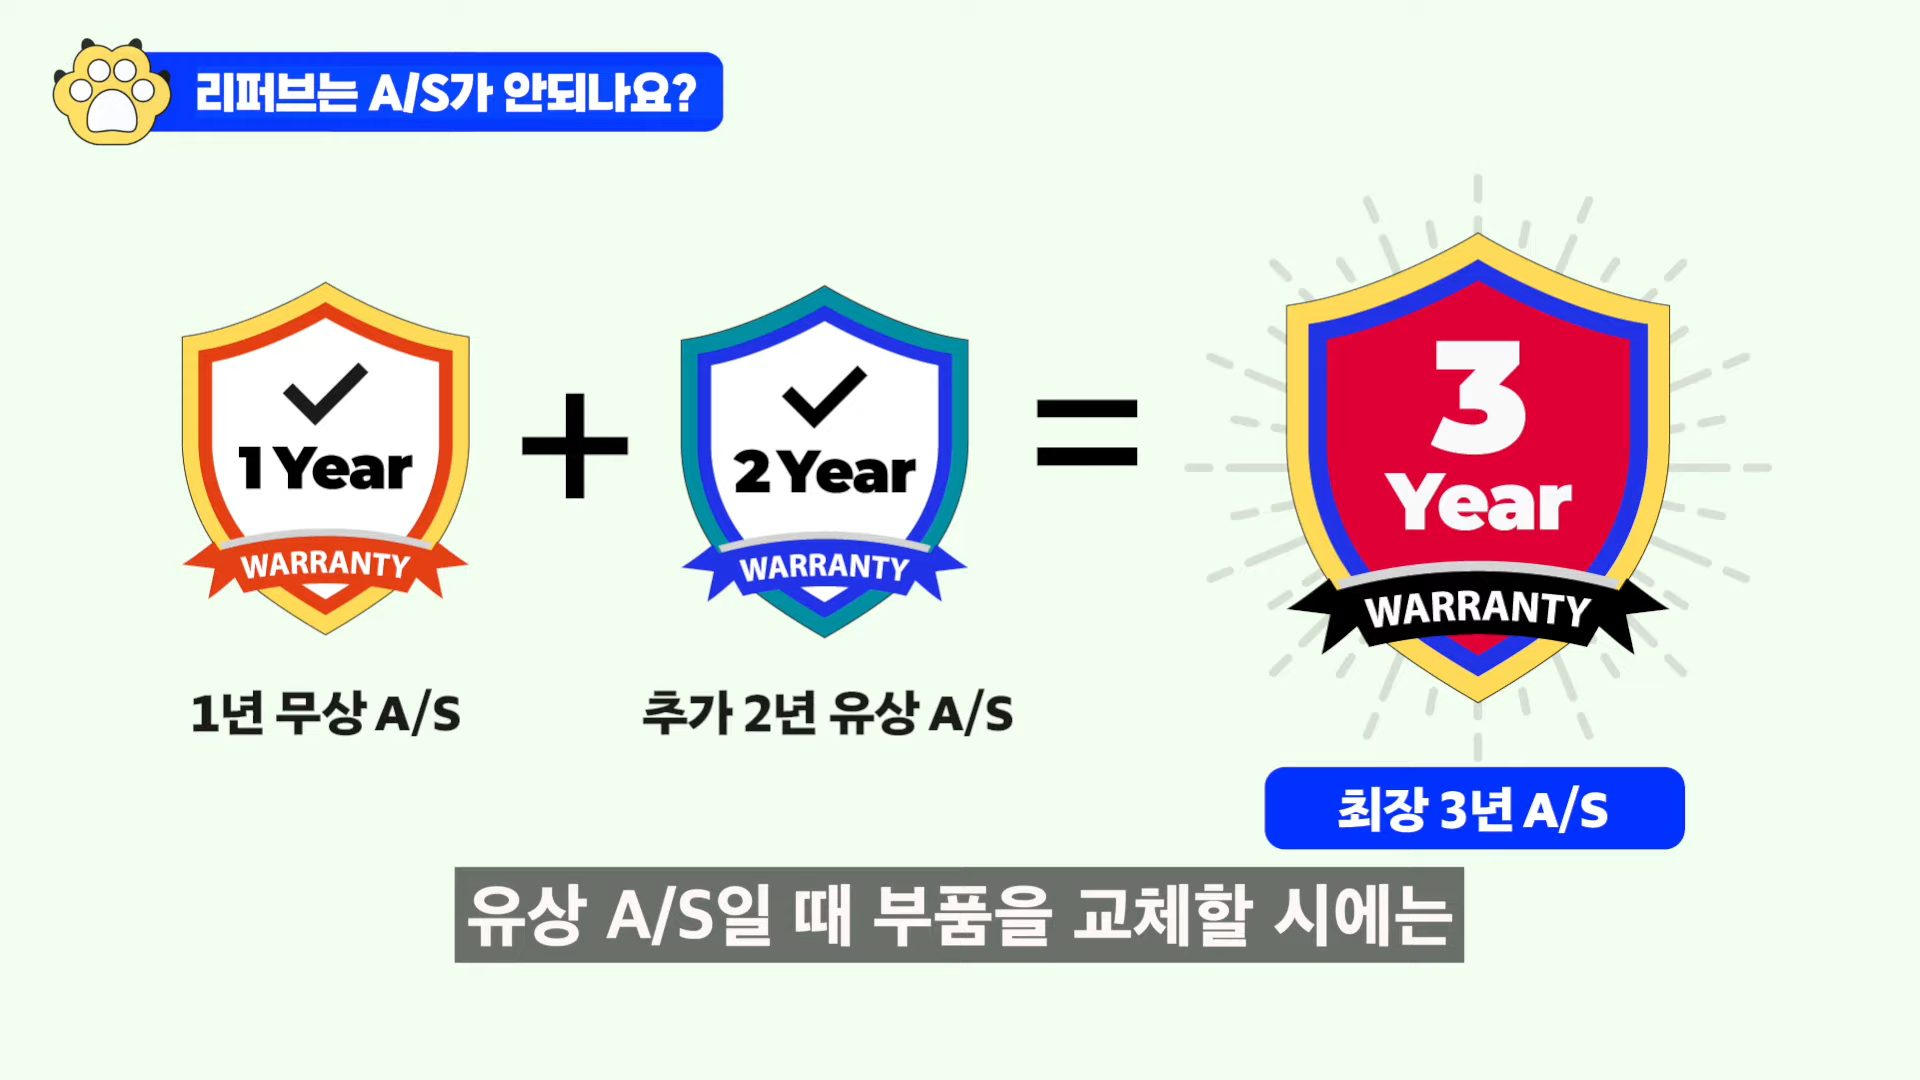 리퍼브는 A/S가 안되나요?
1 Year
WARRANTY
1년 무상 A/S
+
2 Year
WARRANTY
추가 2년 유상 A/S
=
3
Year
WARRANTY
최장 3년 A/S
유상 A/S일 때 부품을 교체할 시에는